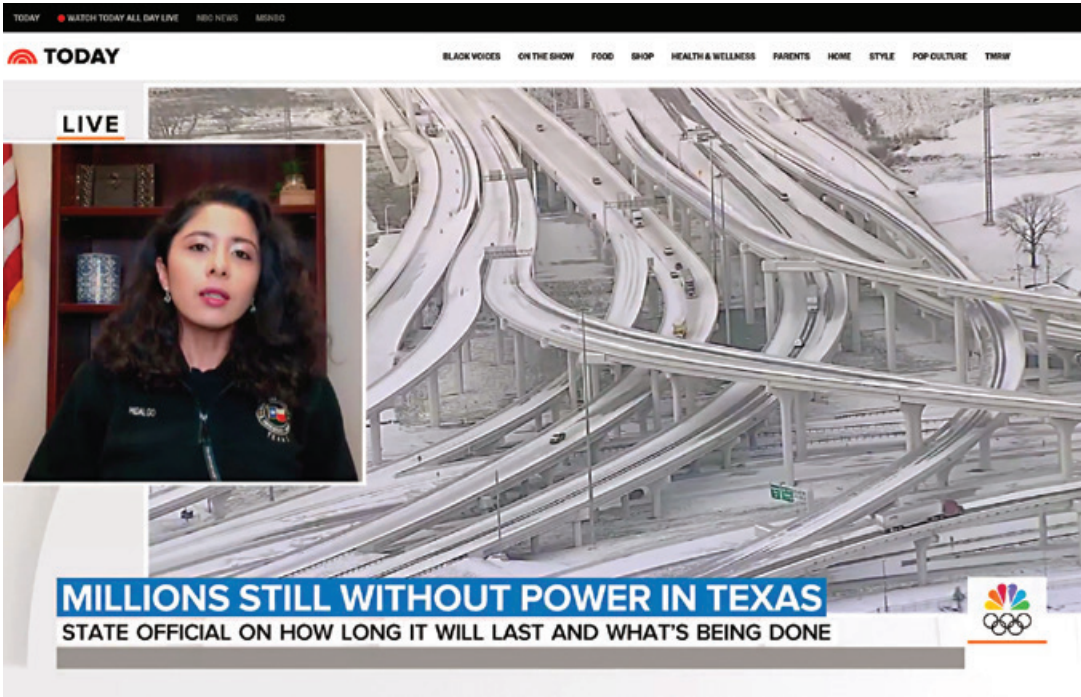 TODAY WATCH TODAY ALL DAY LIVE NBC NEWS MSNBC
TODAY BLACK VOICES ON THE SHOW FOOD SHOP HEALTH & WELLNESS PARENTS HOME STYLE POP CULTURE TMRW
LIVE
HIDALGO
TEXAS
MILLIONS STILL WITHOUT POWER IN TEXAS
STATE OFFICIAL ON HOW LONG IT WILL LAST AND WHAT'S BEING DONE